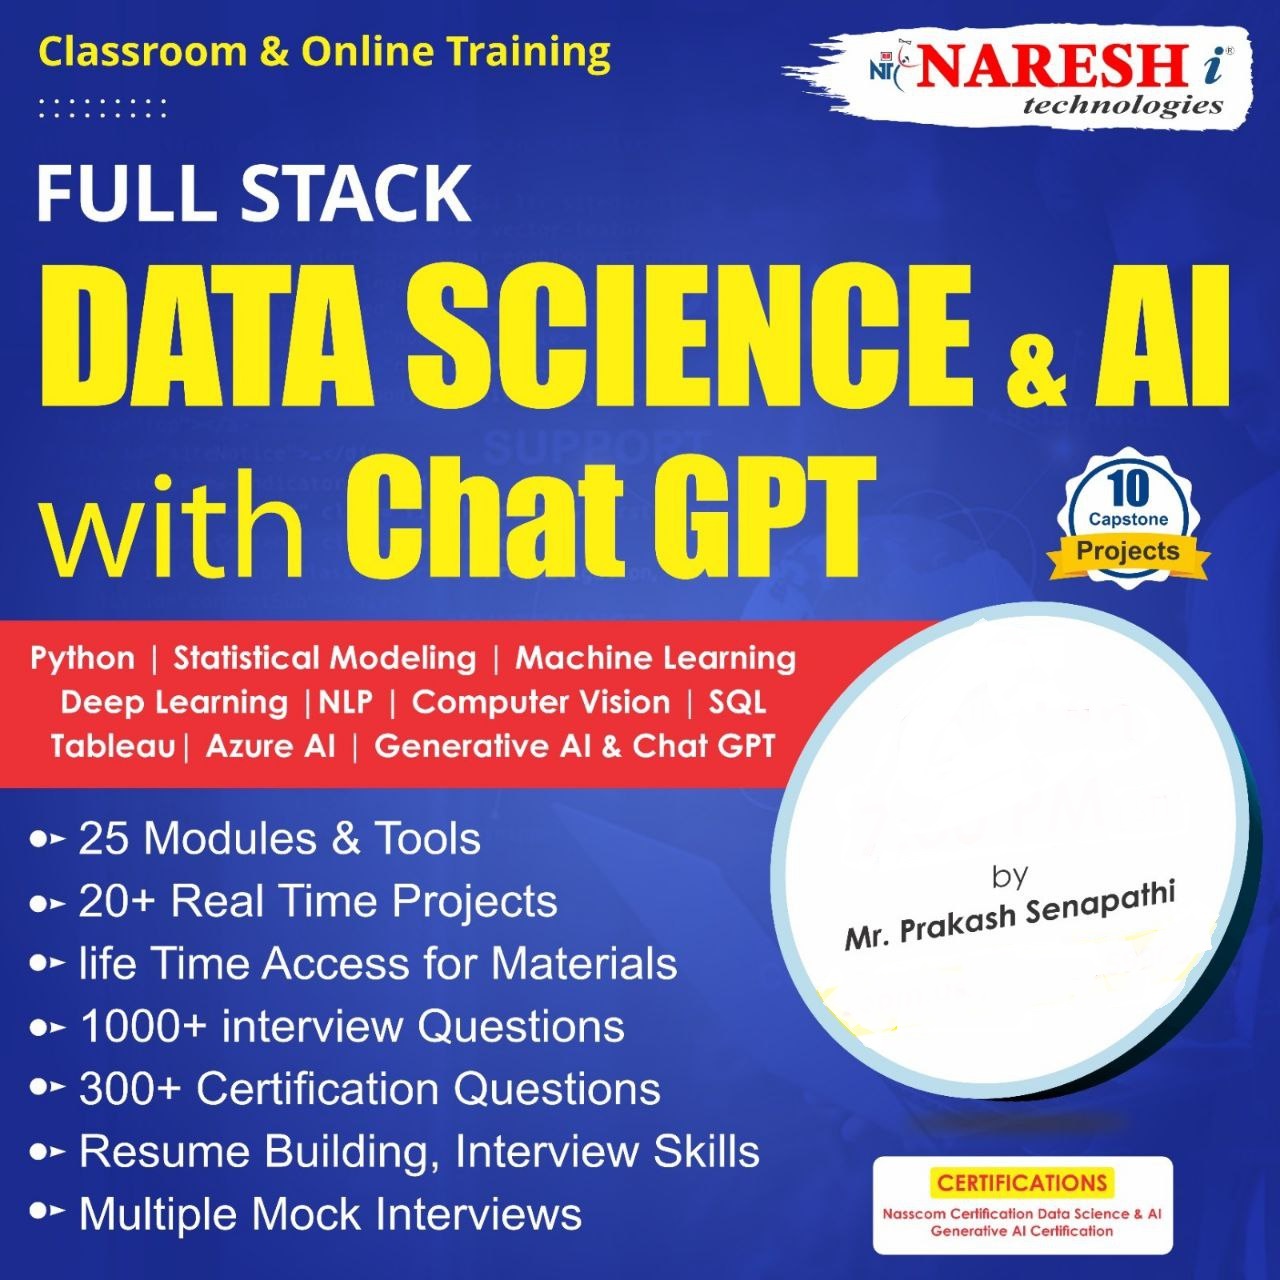 Classroom & Online Training
NiT NARESH i®
technologies
FULL STACK
DATA SCIENCE & AI
with Chat GPT
10
Capstone
Projects
Python | Statistical Modeling | Machine Learning
Deep Learning |NLP | Computer Vision | SQL
Tableau| Azure AI | Generative AI & Chat GPT
25 Modules & Tools
20+ Real Time Projects
life Time Access for Materials
1000+ interview Questions
300+ Certification Questions
Resume Building, Interview Skills
Multiple Mock Interviews
by
Mr. Prakash Senapathi
CERTIFICATIONS
Nasscom Certification Data Science & AI
Generative AI Certification